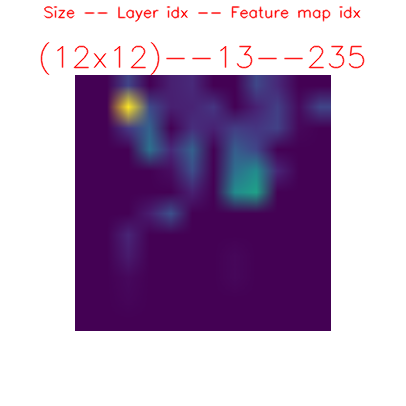 Size -- Layer idx -- Feature map idx
(12x12)--13--235